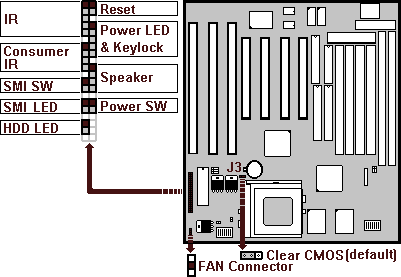 IR
Reset
Power LED
& Keylock
Consumer
IR
Speaker
SMI SW
SMI LED
Power SW
HDD LED
J3
Clear CMOS(default)
FAN Connector